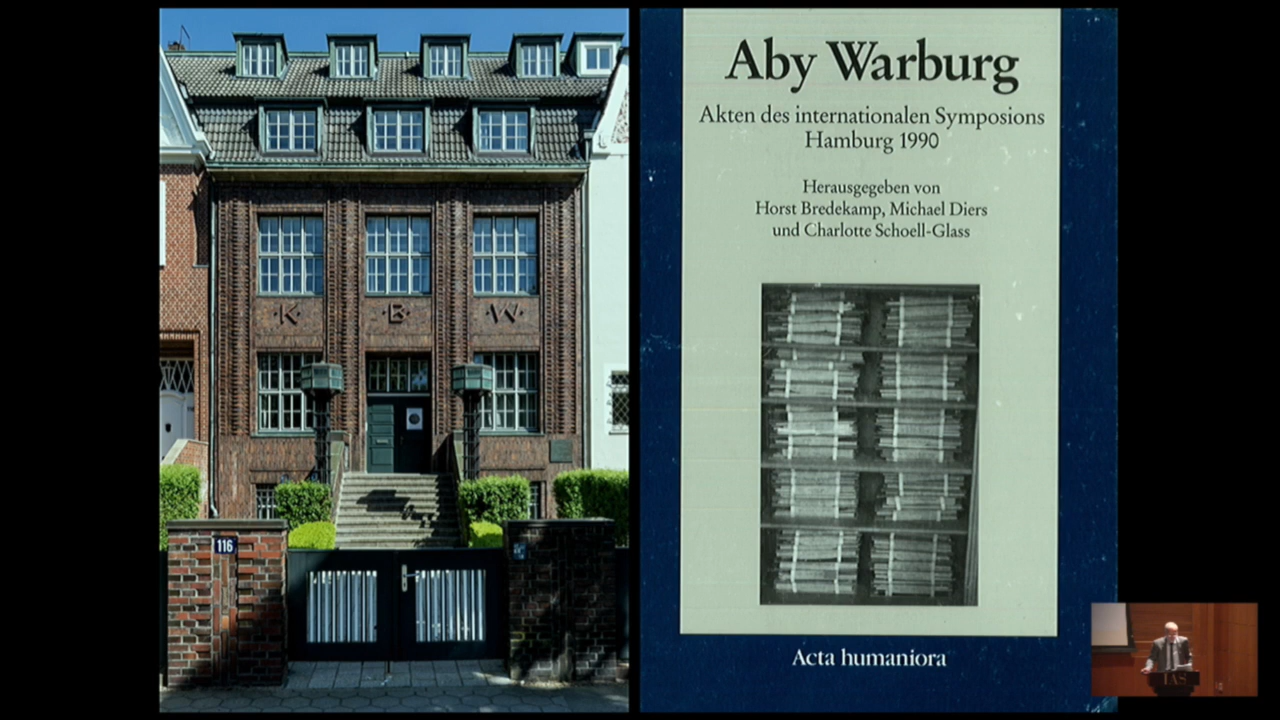 K B W
116
Aby Warburg
Akten des internationalen Symposions
Hamburg 1990
Herausgegeben von
Horst Bredekamp, Michael Diers
und Charlotte Schoell-Glass
Acta humaniora
IAS